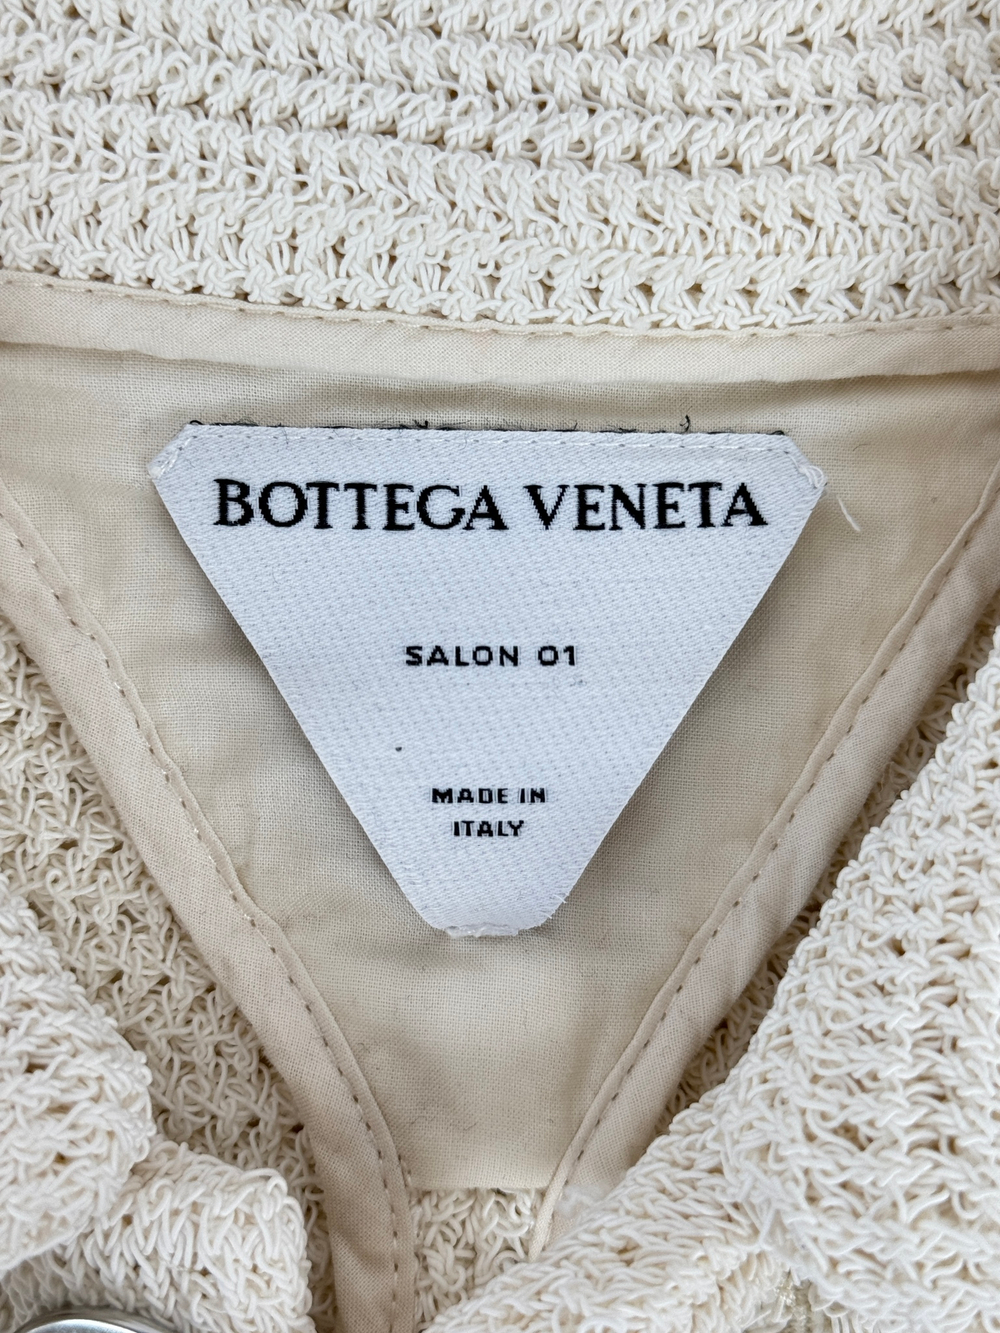 BOTTEGA VENETA
SALON 01
MADE IN
ITALY